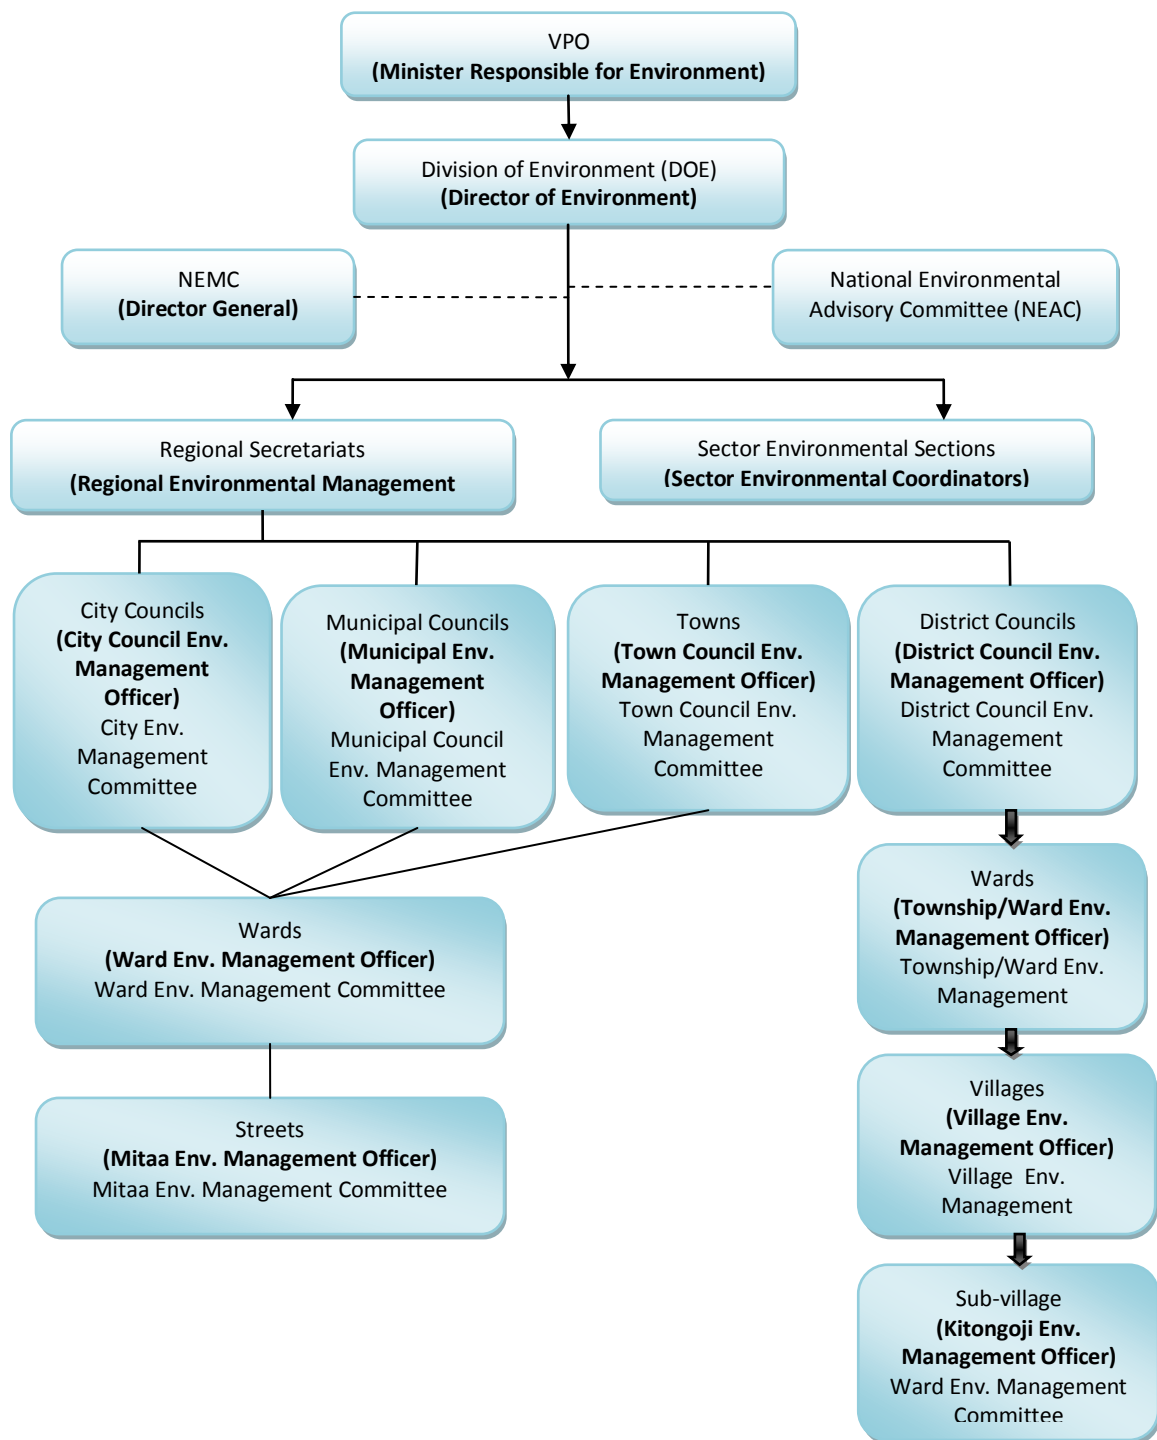 VPO
(Minister Responsible for Environment)
Division of Environment (DOE)
(Director of Environment)
NEMC
(Director General)
National Environmental
Advisory Committee (NEAC)
Regional Secretariats
(Regional Environmental Management
Sector Environmental Sections
(Sector Environmental Coordinators)
City Councils
(City Council Env.
Management
Officer)
City Env.
Management
Committee
Municipal Councils
(Municipal Env.
Management
Officer)
Municipal Council
Env. Management
Committee
Towns
(Town Council Env.
Management Officer)
Town Council Env.
Management
Committee
District Councils
(District Council Env.
Management Officer)
District Council Env.
Management
Committee
Wards
(Ward Env. Management Officer)
Ward Env. Management Committee
Streets
(Mitaa Env. Management Officer)
Mitaa Env. Management Committee
Wards
(Township/Ward Env.
Management Officer)
Township/Ward Env.
Management
Villages
(Village Env.
Management Officer)
Village Env.
Management
Sub-village
(Kitongoji Env.
Management Officer)
Ward Env. Management
Committee